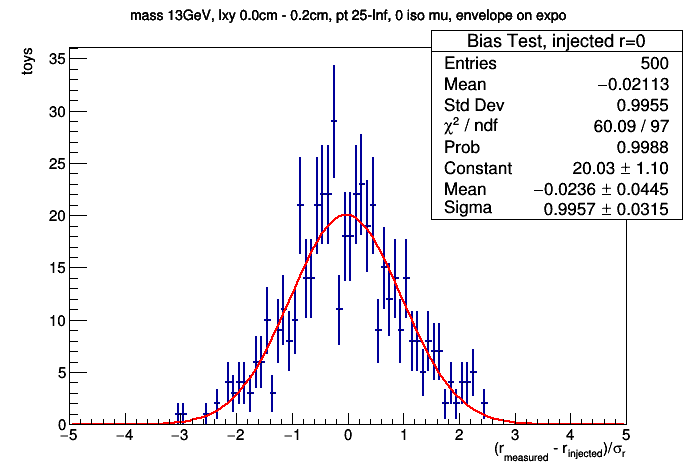 mass 13GeV, lxy 0.0cm - 0.2cm, pt 25-Inf, 0 iso mu, envelope on expo
toys
Bias Test, injected r=0
Entries 500
Mean −0.02113
Std Dev 0.9955
χ² / ndf 60.09 / 97
Prob 0.9988
Constant 20.03 ± 1.10
Mean −0.0236 ± 0.0445
Sigma 0.9957 ± 0.0315
35
30
25
20
15
10
5
0
−5 −4 −3 −2 −1 0 1 2 3 4 5
(r_measured - r_injected)/σ_r